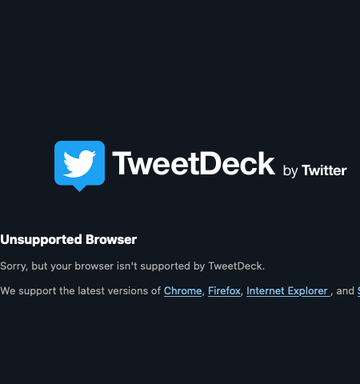 TweetDeck by Twitter
Unsupported Browser
Sorry, but your browser isn't supported by TweetDeck.
We support the latest versions of Chrome, Firefox, Internet Explorer , and